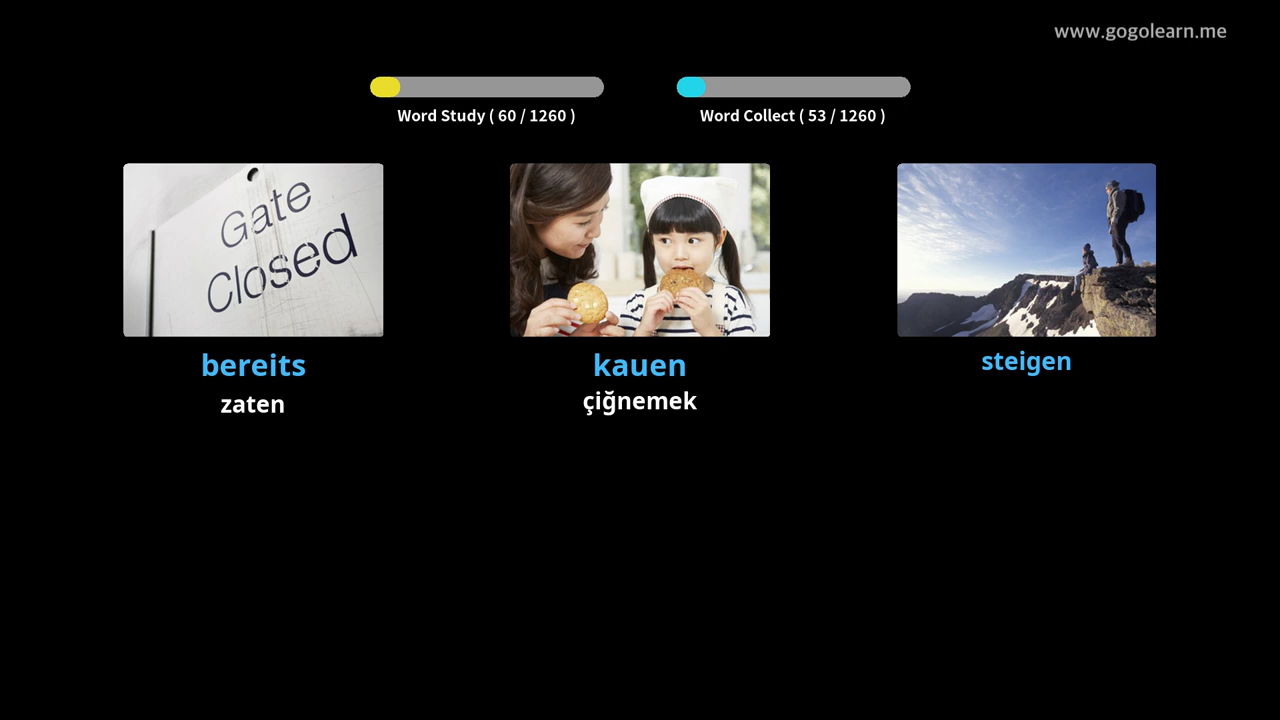 www.gogolearn.me
Word Study ( 60 / 1260 )
Word Collect ( 53 / 1260 )
Gate
Closed
bereits
zaten
kauen
çiğnemek
steigen